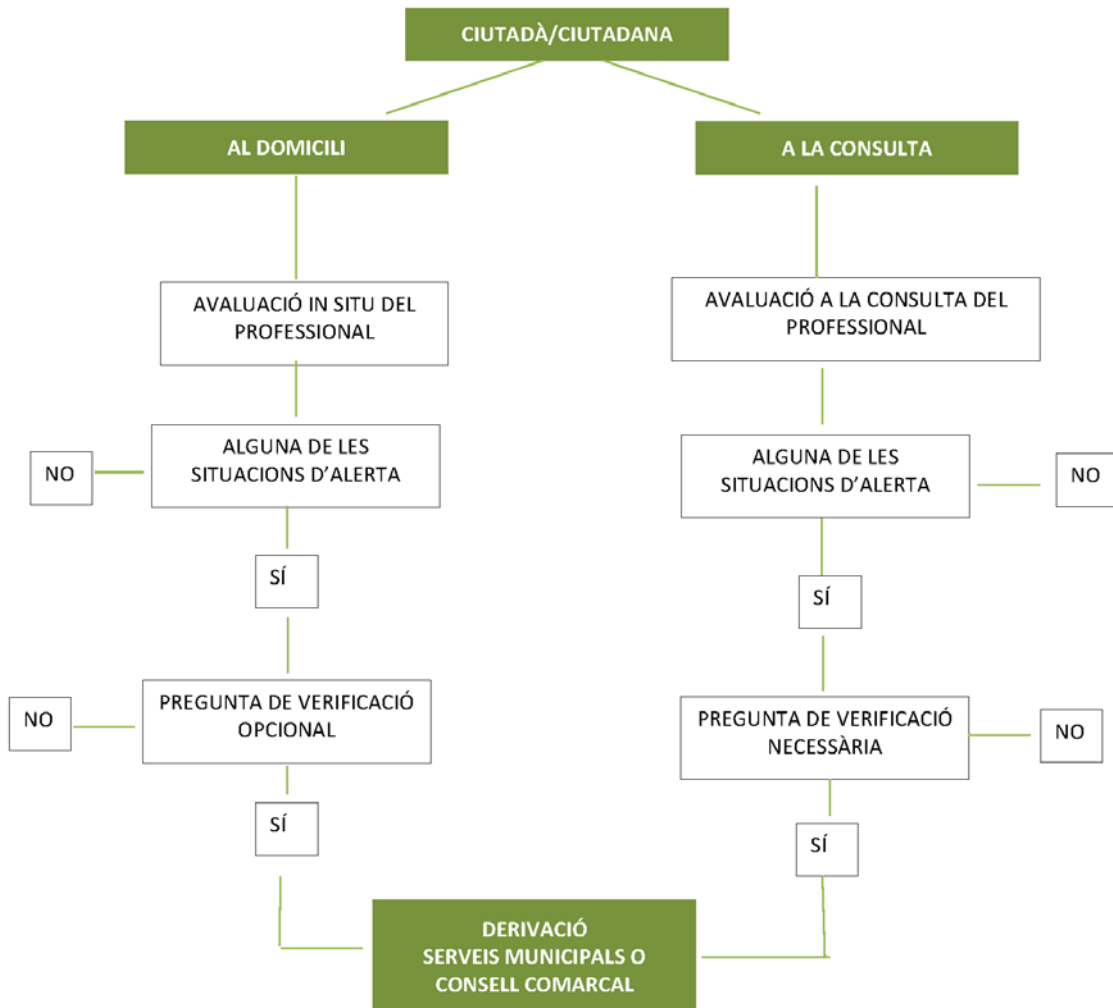 CIUTADÀ/CIUTADANA
AL DOMICILI
A LA CONSULTA
AVALUACIÓ IN SITU DEL
PROFESSIONAL
AVALUACIÓ A LA CONSULTA DEL
PROFESSIONAL
NO
ALGUNA DE LES
SITUACIONS D'ALERTA
ALGUNA DE LES
SITUACIONS D'ALERTA
NO
SÍ
SÍ
NO
PREGUNTA DE VERIFICACIÓ
OPCIONAL
PREGUNTA DE VERIFICACIÓ
NECESSÀRIA
NO
SÍ
SÍ
DERIVACIÓ
SERVEIS MUNICIPALS O
CONSELL COMARCAL